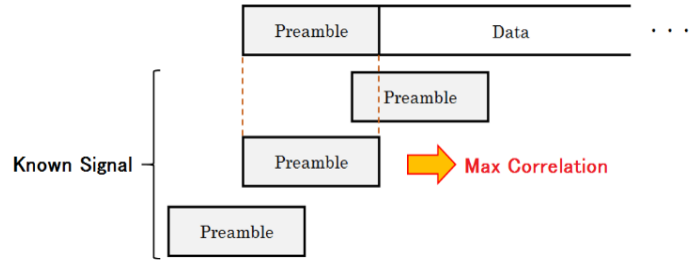 Preamble
Data
. . .
Preamble
Known Signal
Preamble
Max Correlation
Preamble